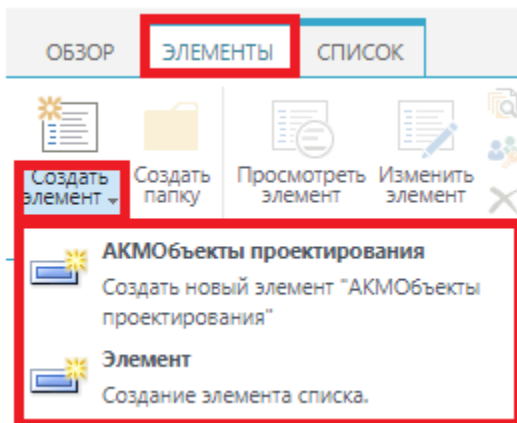 ОБЗОР ЭЛЕМЕНТЫ СПИСОК
Создать элемент
Создать папку
Просмотреть элемент
Изменить элемент
АКМОбъекты проектирования
Создать новый элемент "АКМОбъекты
проектирования"
Элемент
Создание элемента списка.